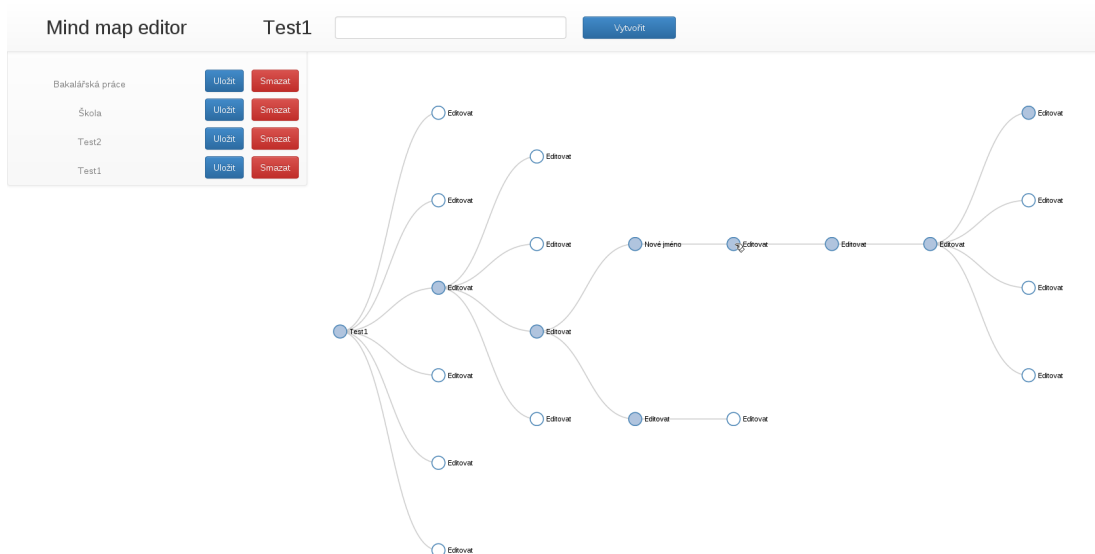 Mind map editor Test1 Vytvořit
Bakalářská práce Uložit Smazat
Škola Uložit Smazat
Test2 Uložit Smazat
Test1 Uložit Smazat
Editovat Editovat
Editovat
Editovat Editovat
Editovat Nové jméno Editovat Editovat Editovat
Editovat Editovat
Test1 Editovat
Editovat Editovat
Editovat Editovat Editovat
Editovat
Editovat